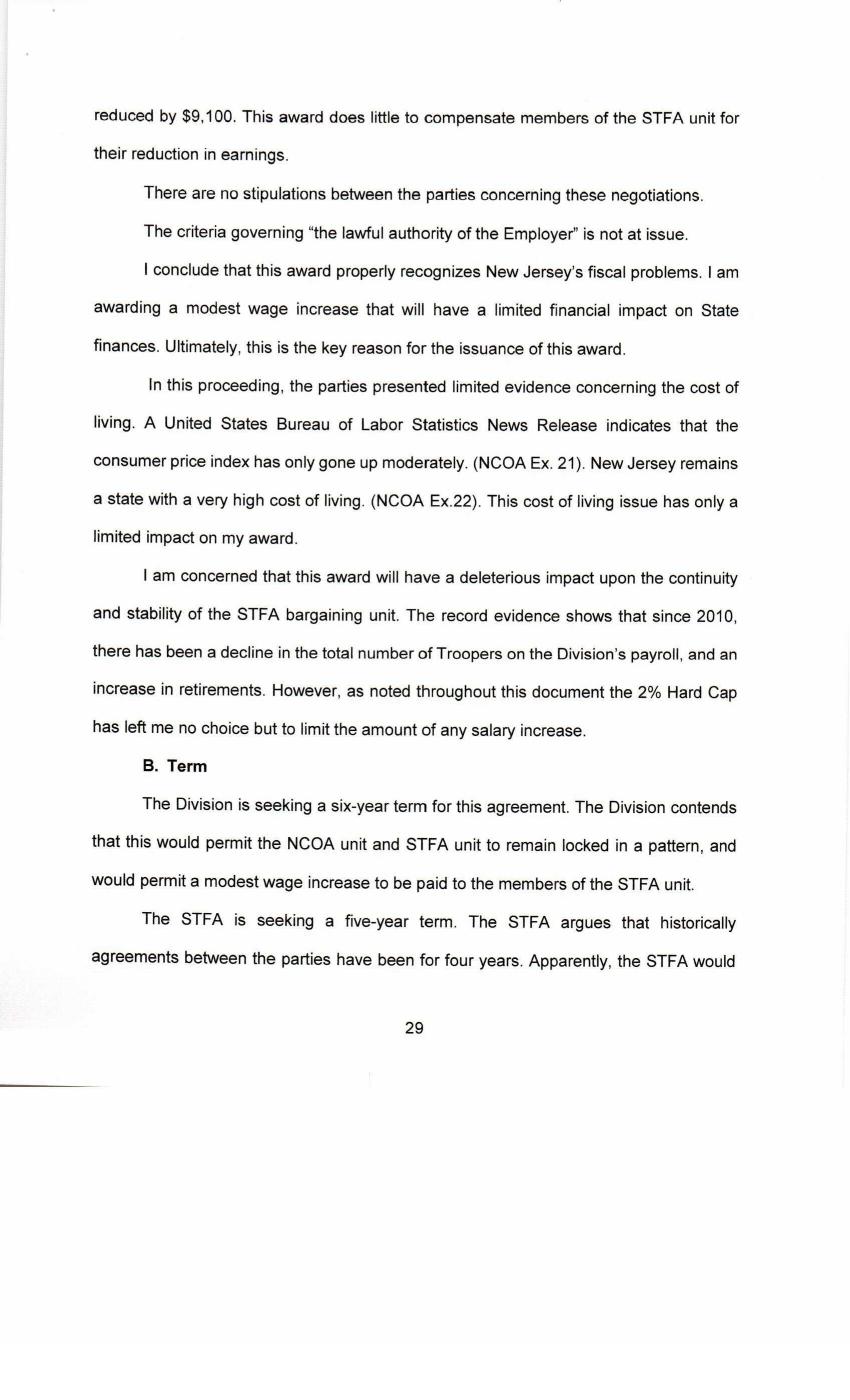 reduced by $9,100. This award does little to compensate members of the STFA unit for
their reduction in earnings.
There are no stipulations between the parties concerning these negotiations.
The criteria governing “the lawful authority of the Employer” is not at issue.
I conclude that this award properly recognizes New Jersey’s fiscal problems. I am
awarding a modest wage increase that will have a limited financial impact on State
finances. Ultimately, this is the key reason for the issuance of this award.
In this proceeding, the parties presented limited evidence concerning the cost of
living. A United States Bureau of Labor Statistics News Release indicates that the
consumer price index has only gone up moderately. (NCOA Ex. 21). New Jersey remains
a state with a very high cost of living. (NCOA Ex.22). This cost of living issue has only a
limited impact on my award.
I am concerned that this award will have a deleterious impact upon the continuity
and stability of the STFA bargaining unit. The record evidence shows that since 2010,
there has been a decline in the total number of Troopers on the Division’s payroll, and an
increase in retirements. However, as noted throughout this document the 2% Hard Cap
has left me no choice but to limit the amount of any salary increase.
B. Term
The Division is seeking a six-year term for this agreement. The Division contends
that this would permit the NCOA unit and STFA unit to remain locked in a pattern, and
would permit a modest wage increase to be paid to the members of the STFA unit.
The STFA is seeking a five-year term. The STFA argues that historically
agreements between the parties have been for four years. Apparently, the STFA would
29